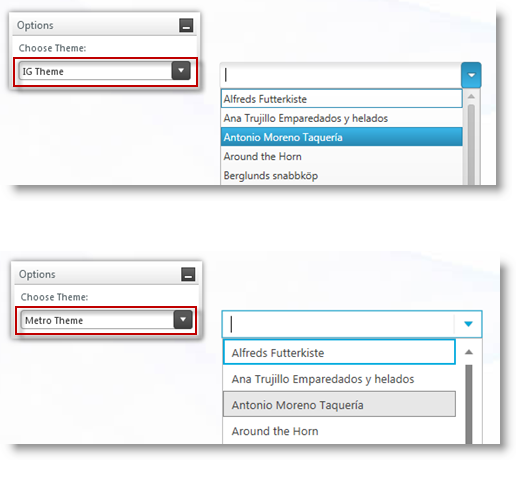 Options
Choose Theme:
IG Theme
Alfreds Futterkiste
Ana Trujillo Emparedados y helados
Antonio Moreno Taquería
Around the Horn
Berglunds snabbköp
Options
Choose Theme:
Metro Theme
Alfreds Futterkiste
Ana Trujillo Emparedados y helados
Antonio Moreno Taquería
Around the Horn